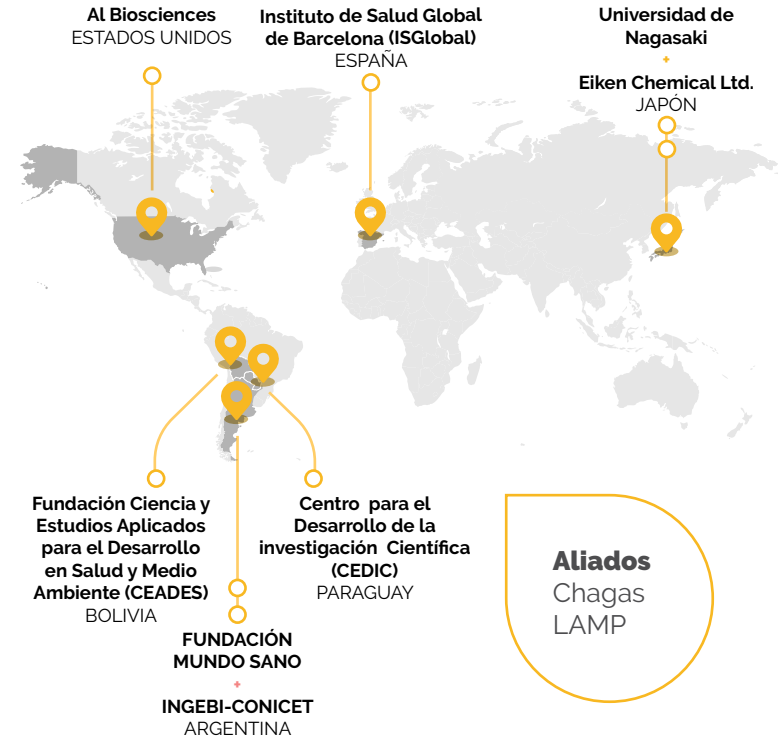 Al Biosciences
ESTADOS UNIDOS
Instituto de Salud Global
de Barcelona (ISGlobal)
ESPAÑA
Universidad de
Nagasaki
+
Eiken Chemical Ltd.
JAPÓN
Fundación Ciencia y
Estudios Aplicados
para el Desarrollo
en Salud y Medio
Ambiente (CEADES)
BOLIVIA
FUNDACIÓN
MUNDO SANO
+
INGEBI-CONICET
ARGENTINA
Centro para el
Desarrollo de la
investigación Científica
(CEDIC)
PARAGUAY
Aliados
Chagas
LAMP